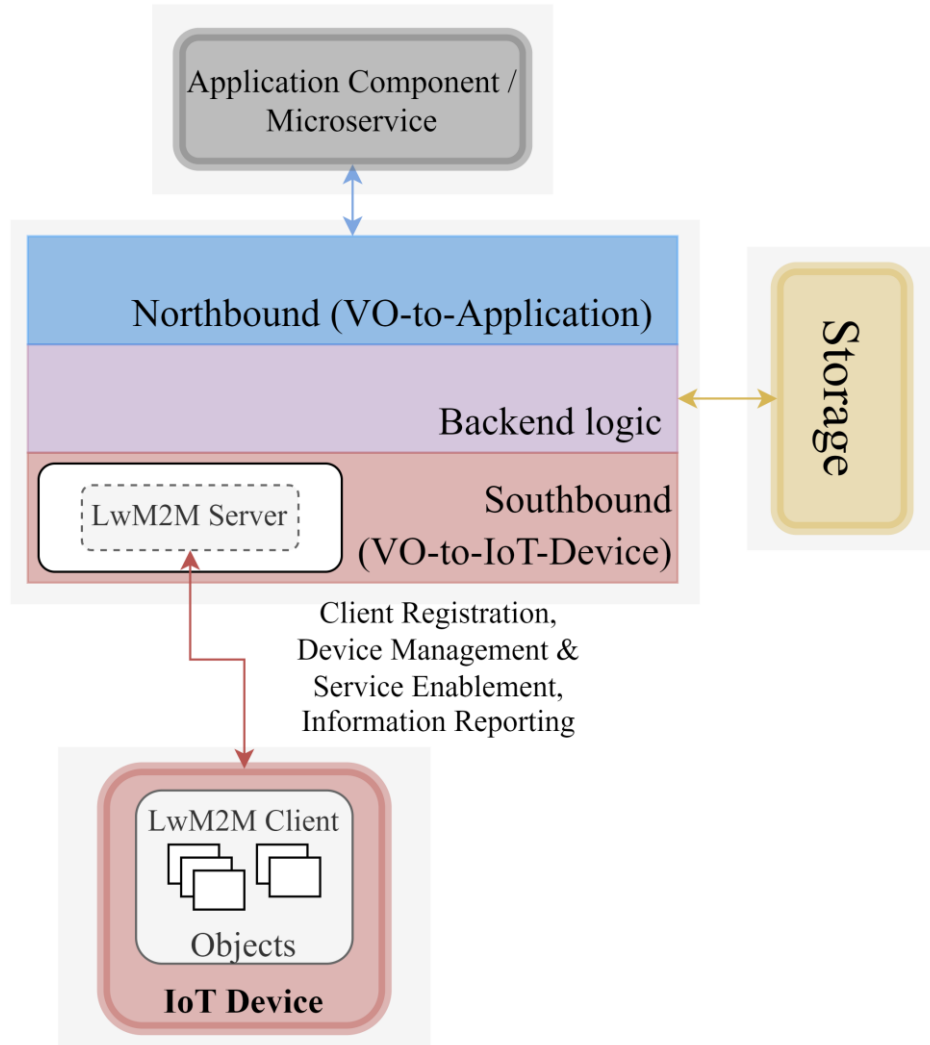 Application Component /
Microservice
Northbound (VO-to-Application)
Backend logic
Storage
LwM2M Server
Southbound
(VO-to-IoT-Device)
Client Registration,
Device Management &
Service Enablement,
Information Reporting
LwM2M Client
Objects
IoT Device